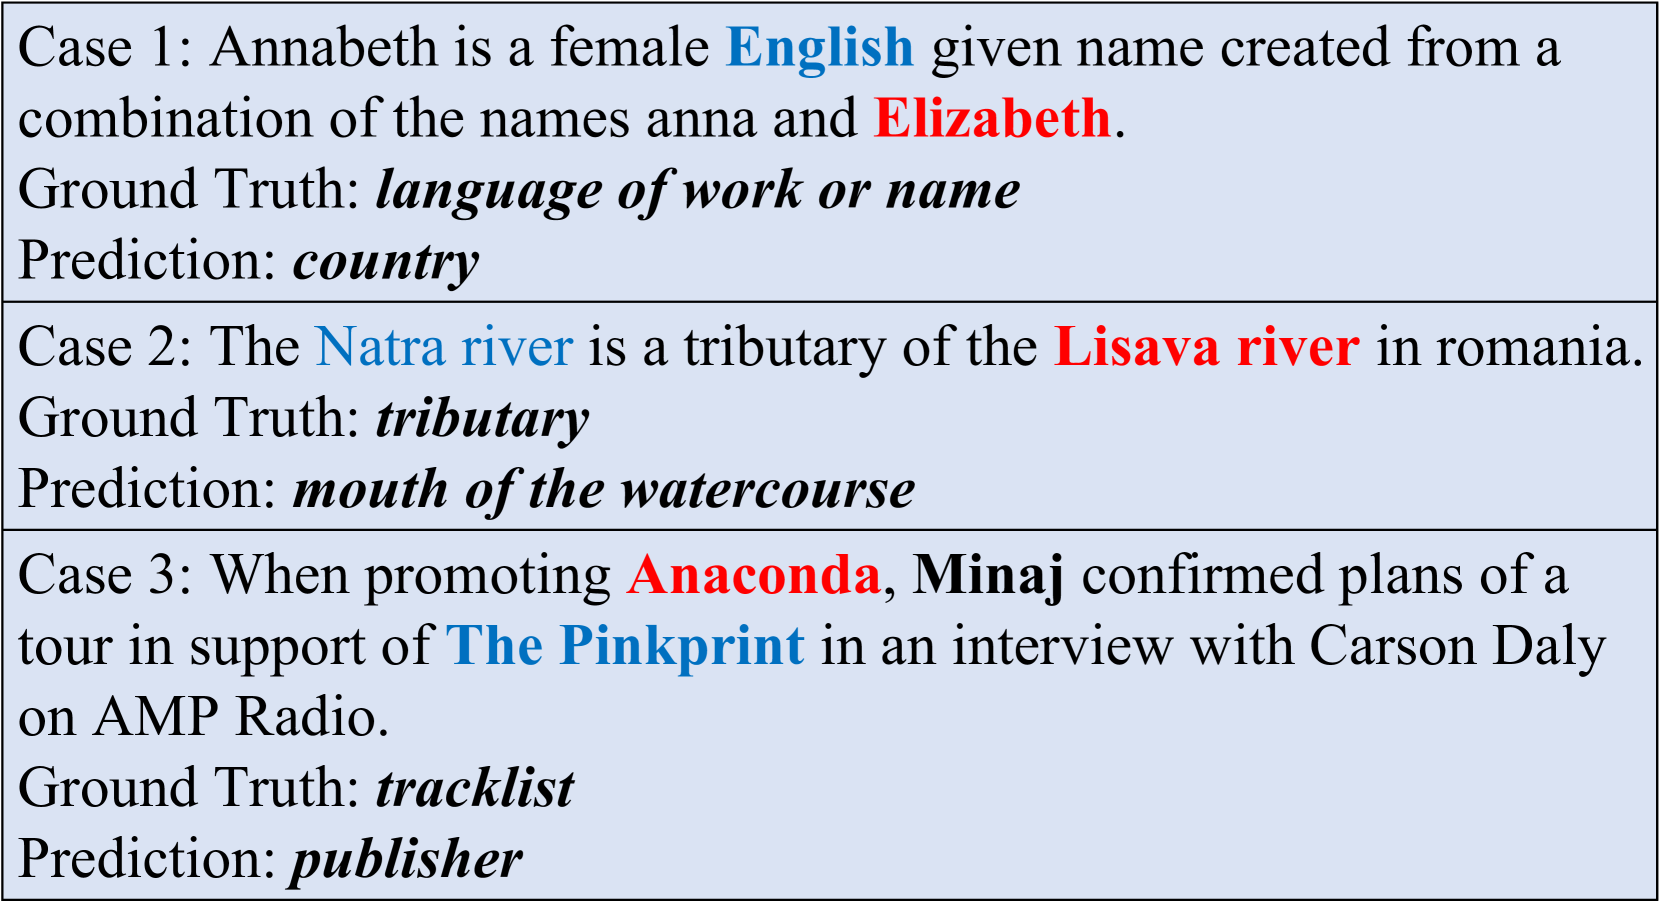 Case 1: Annabeth is a female English given name created from a
combination of the names anna and Elizabeth.
Ground Truth: language of work or name
Prediction: country
Case 2: The Natra river is a tributary of the Lisava river in romania.
Ground Truth: tributary
Prediction: mouth of the watercourse
Case 3: When promoting Anaconda, Minaj confirmed plans of a
tour in support of The Pinkprint in an interview with Carson Daly
on AMP Radio.
Ground Truth: tracklist
Prediction: publisher